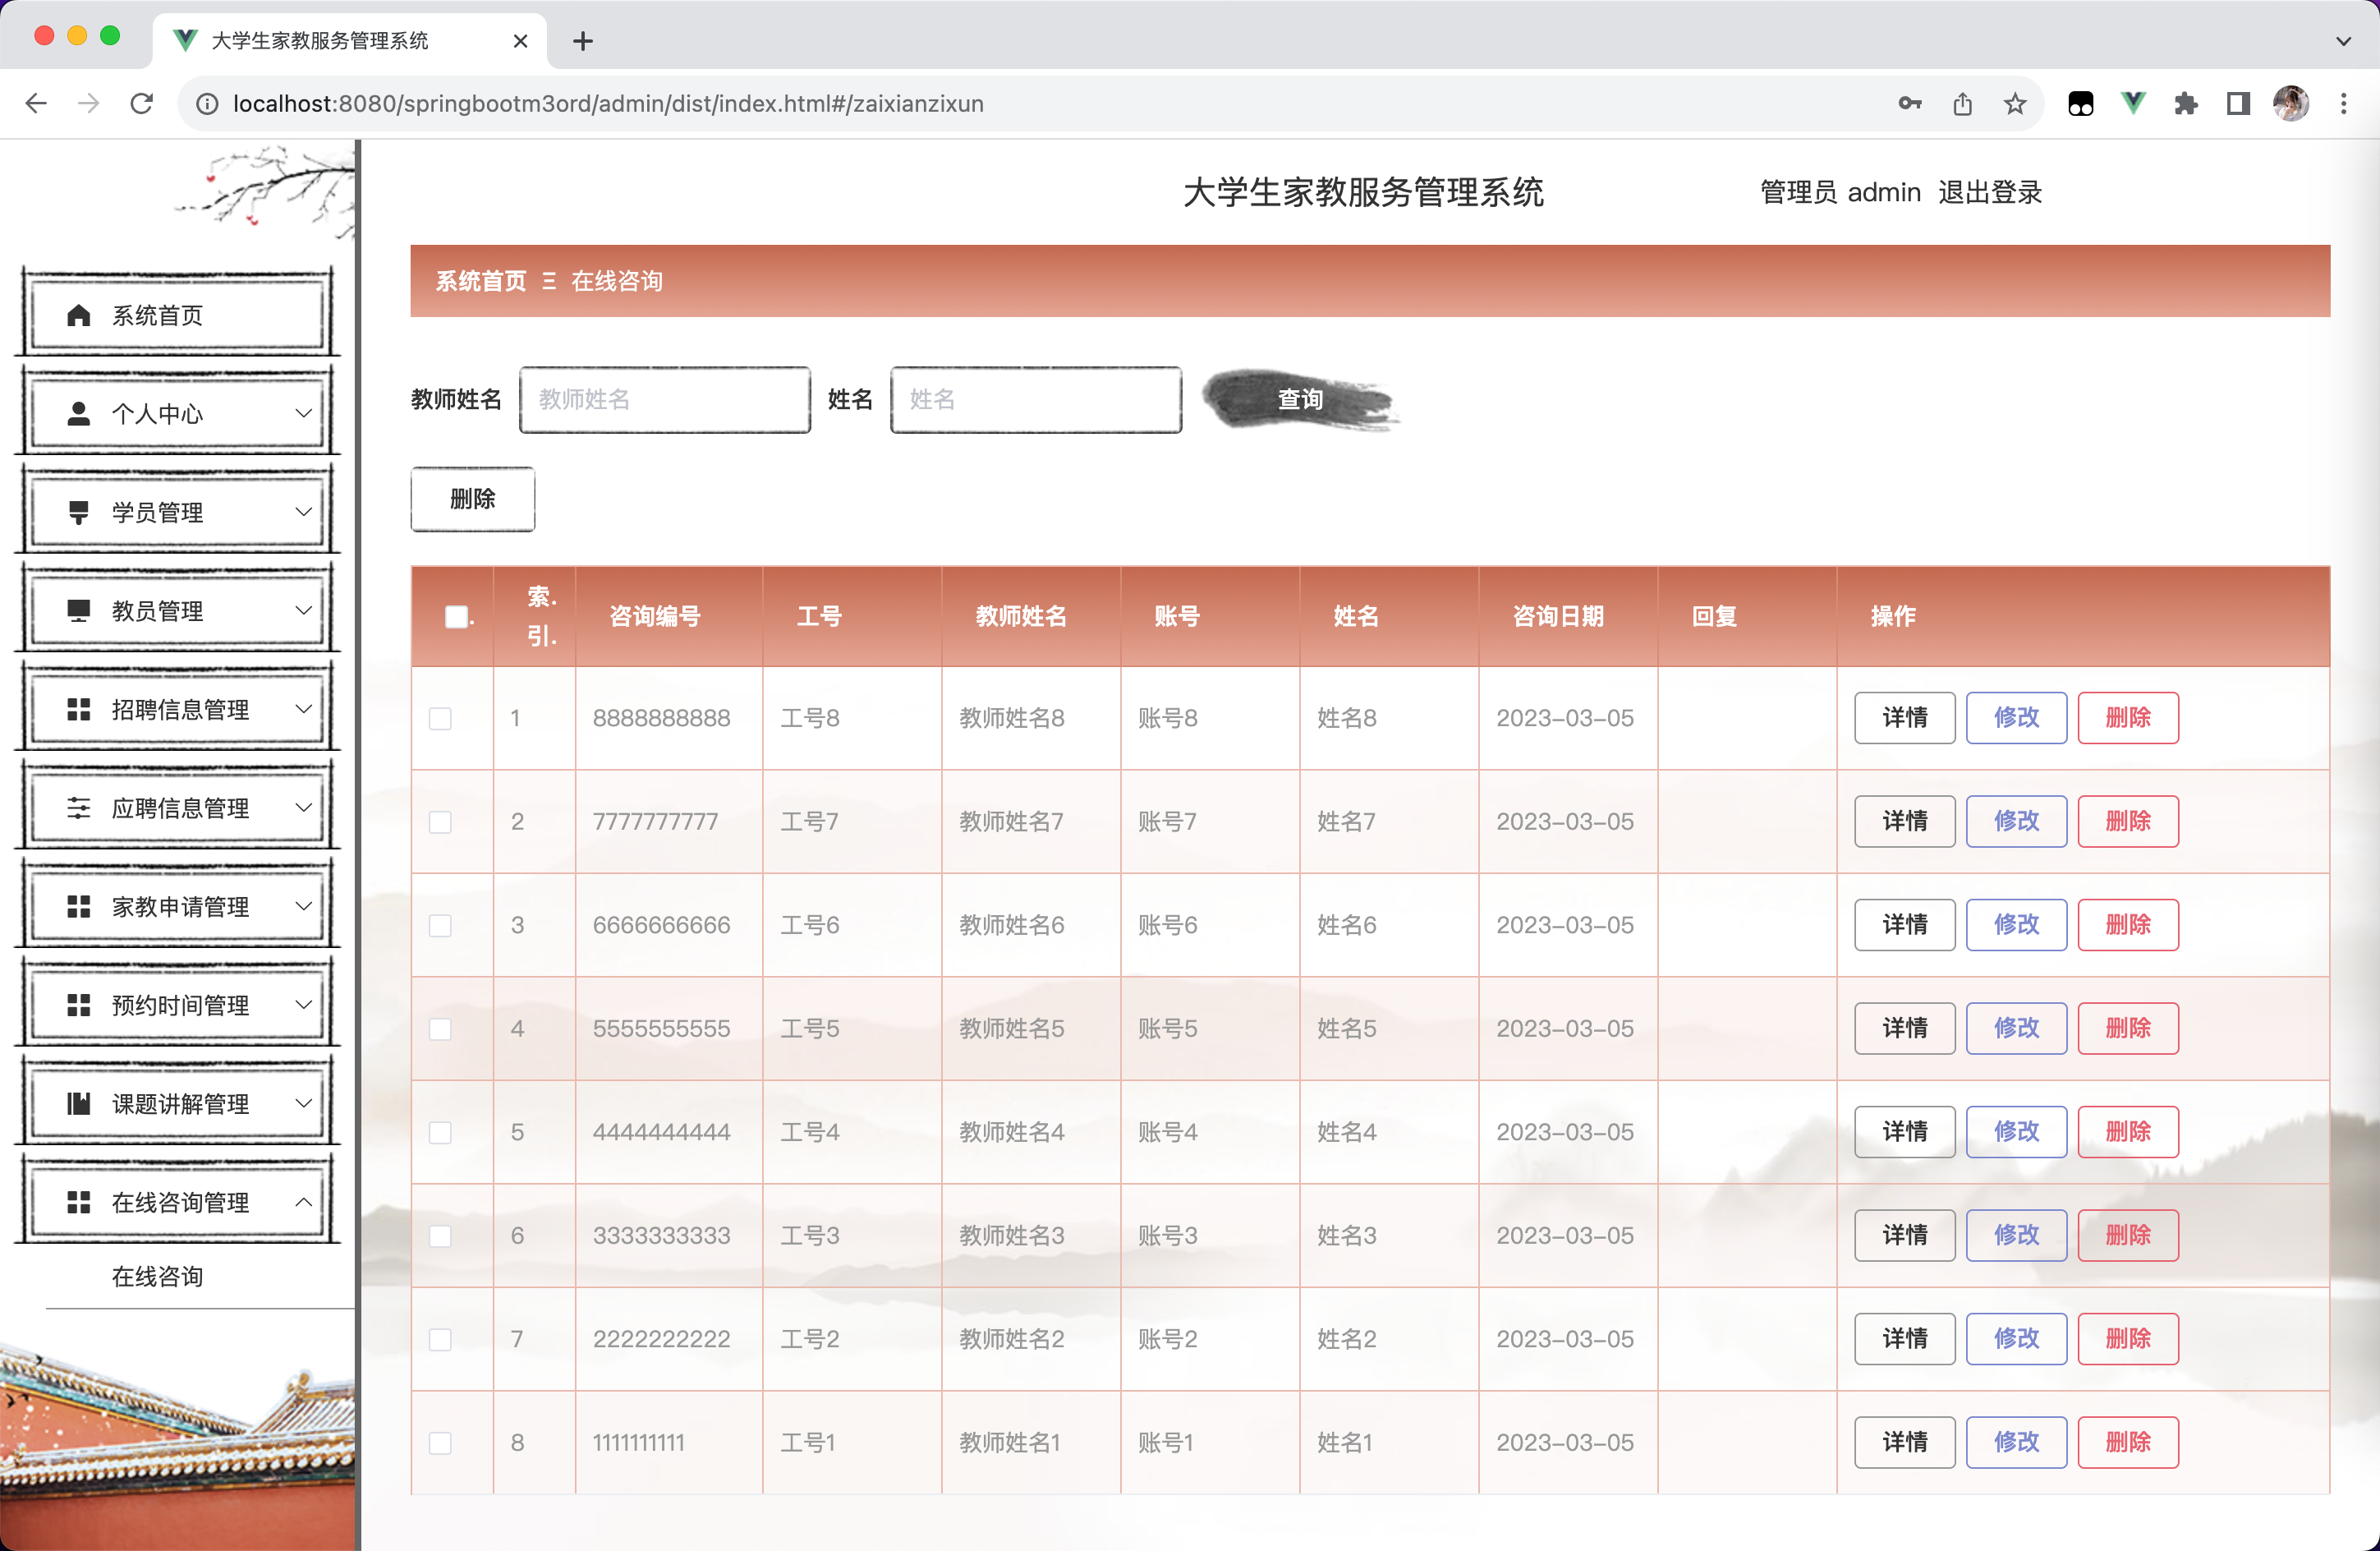 大学生家教服务管理系统
localhost:8080/springbootm3ord/admin/dist/index.html#/zaixianzixun
大学生家教服务管理系统 管理员 admin 退出登录
系统首页
个人中心
学员管理
教员管理
招聘信息管理
应聘信息管理
家教申请管理
预约时间管理
课题讲解管理
在线咨询管理
在线咨询
系统首页 Ξ 在线咨询
教师姓名 教师姓名 姓名 姓名 查询
删除
. 索. 引. 咨询编号 工号 教师姓名 账号 姓名 咨询日期 回复 操作
1 8888888888 工号8 教师姓名8 账号8 姓名8 2023-03-05 详情 修改 删除
2 7777777777 工号7 教师姓名7 账号7 姓名7 2023-03-05 详情 修改 删除
3 6666666666 工号6 教师姓名6 账号6 姓名6 2023-03-05 详情 修改 删除
4 5555555555 工号5 教师姓名5 账号5 姓名5 2023-03-05 详情 修改 删除
5 4444444444 工号4 教师姓名4 账号4 姓名4 2023-03-05 详情 修改 删除
6 3333333333 工号3 教师姓名3 账号3 姓名3 2023-03-05 详情 修改 删除
7 2222222222 工号2 教师姓名2 账号2 姓名2 2023-03-05 详情 修改 删除
8 1111111111 工号1 教师姓名1 账号1 姓名1 2023-03-05 详情 修改 删除